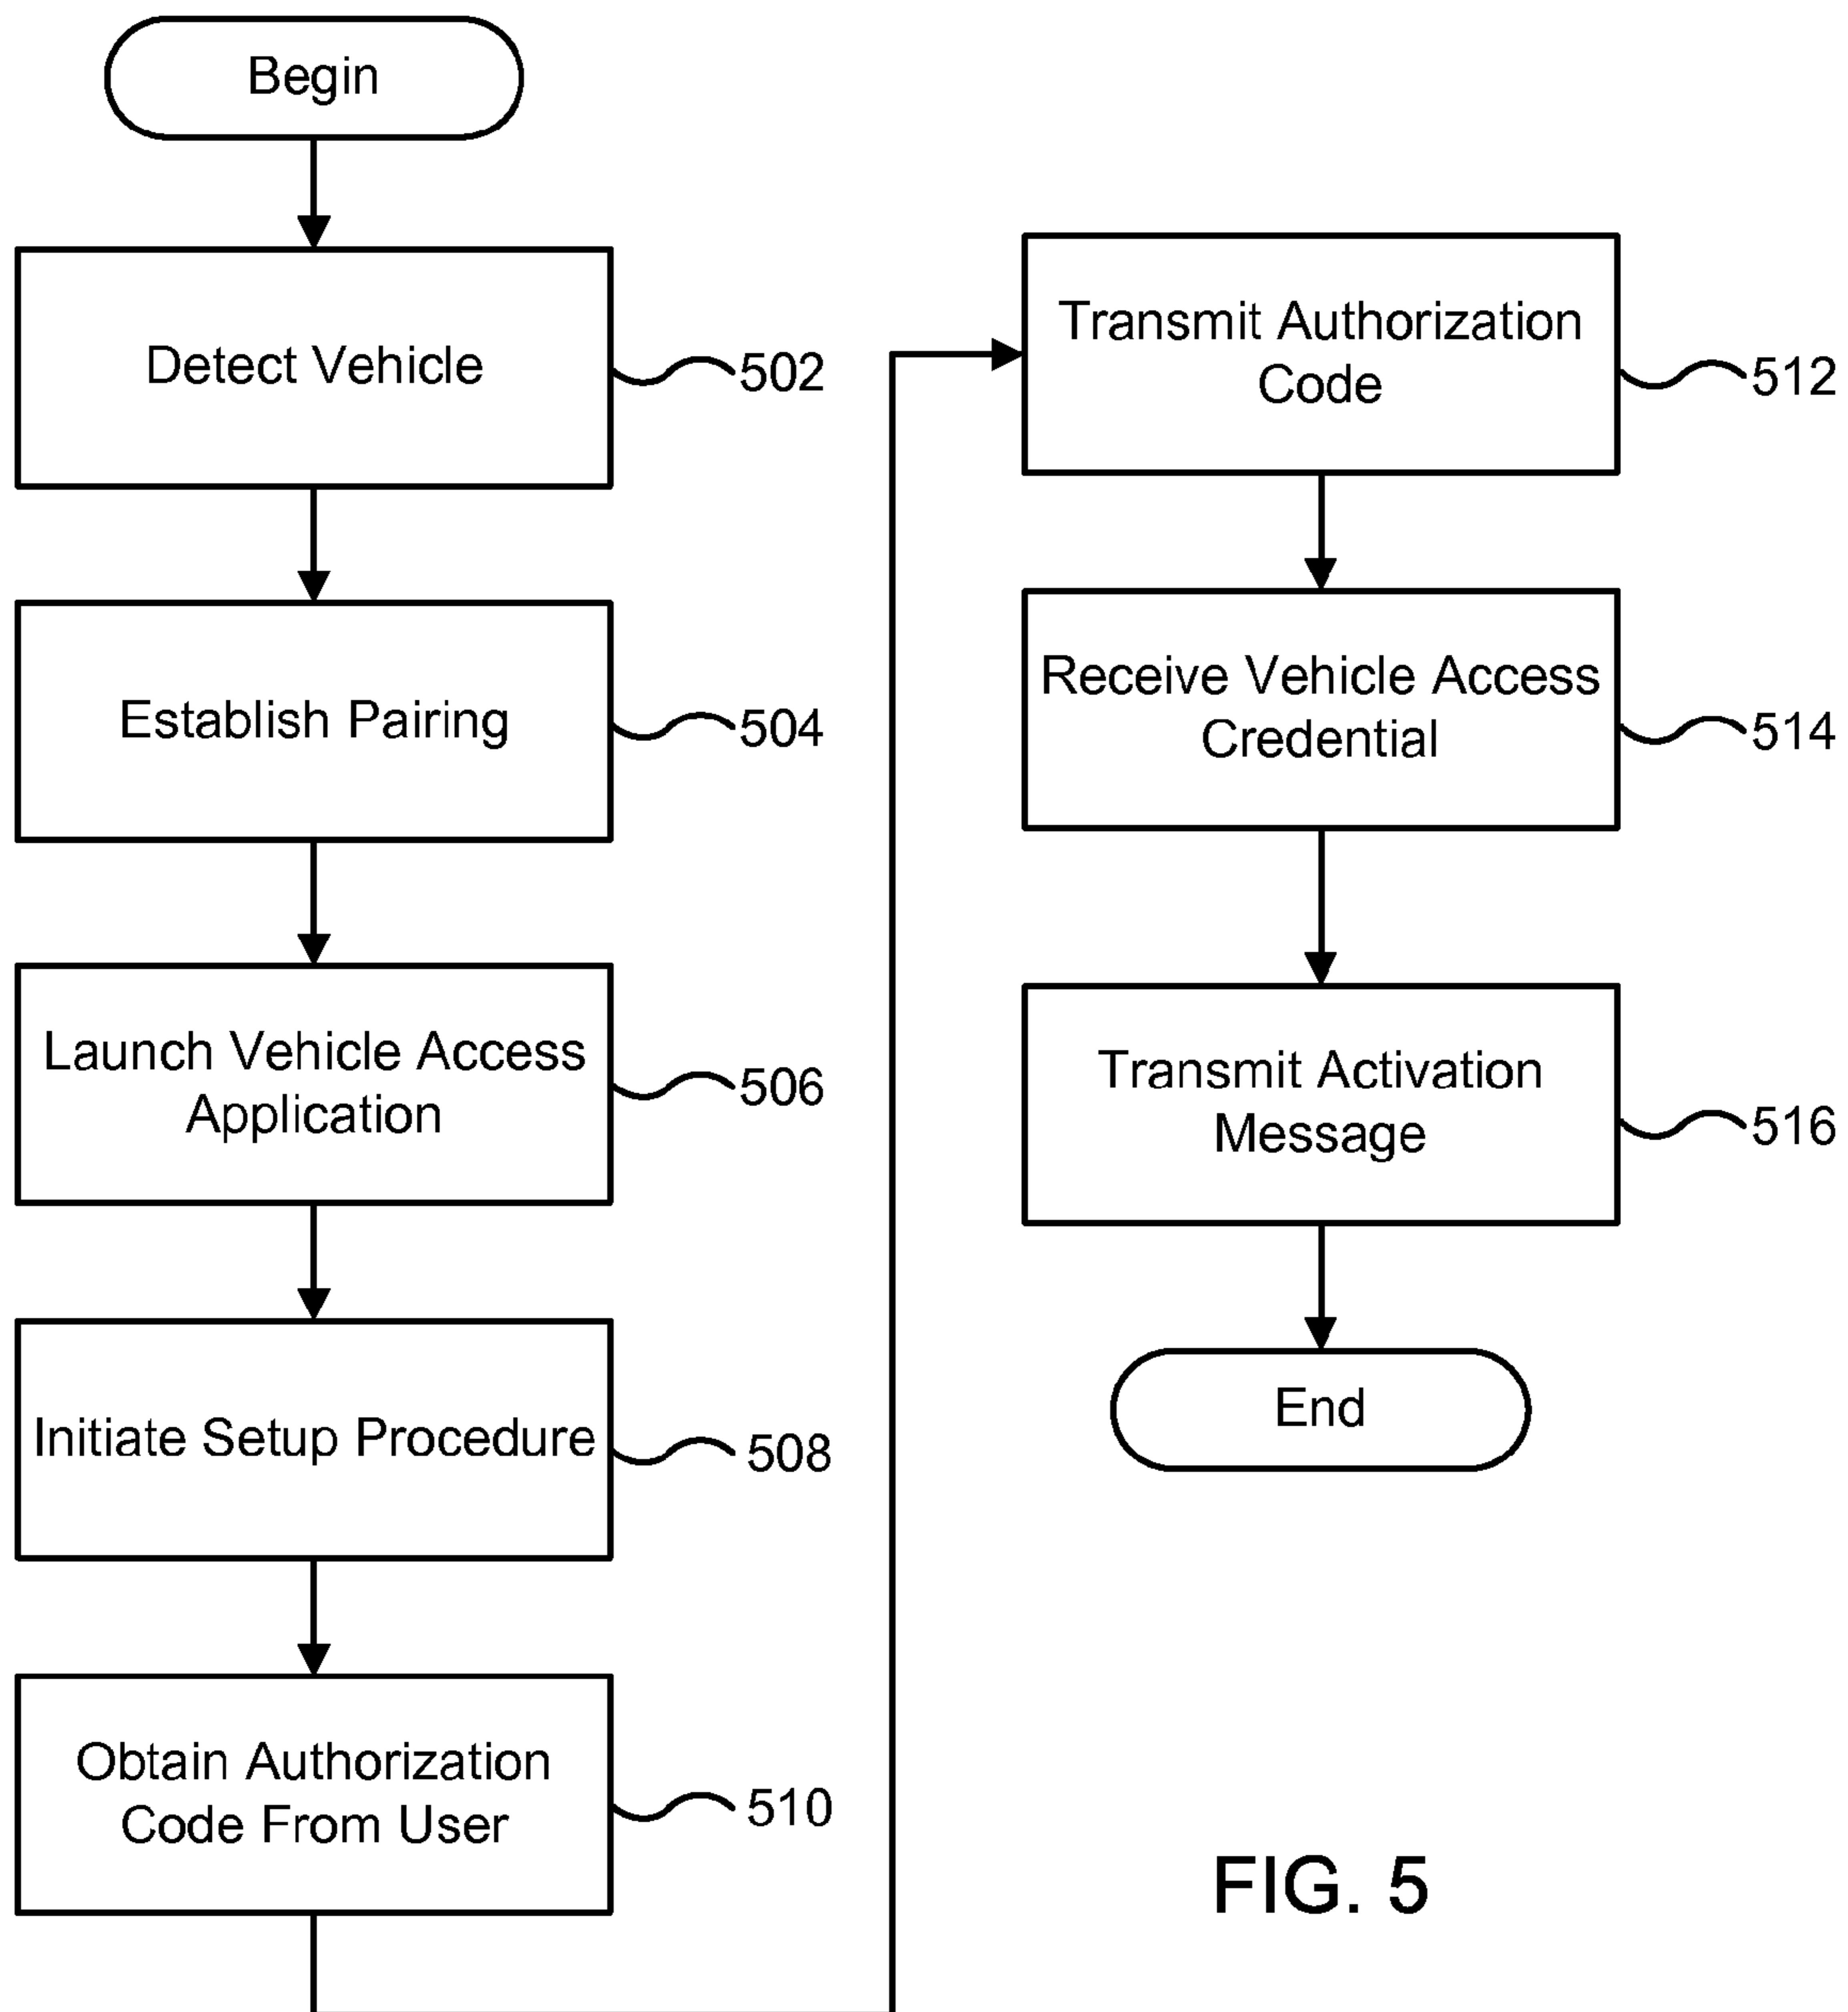 Begin
Detect Vehicle
502
Establish Pairing
504
Launch Vehicle Access
Application
506
Initiate Setup Procedure
508
Obtain Authorization
Code From User
510
Transmit Authorization
Code
512
Receive Vehicle Access
Credential
514
Transmit Activation
Message
516
End
FIG. 5